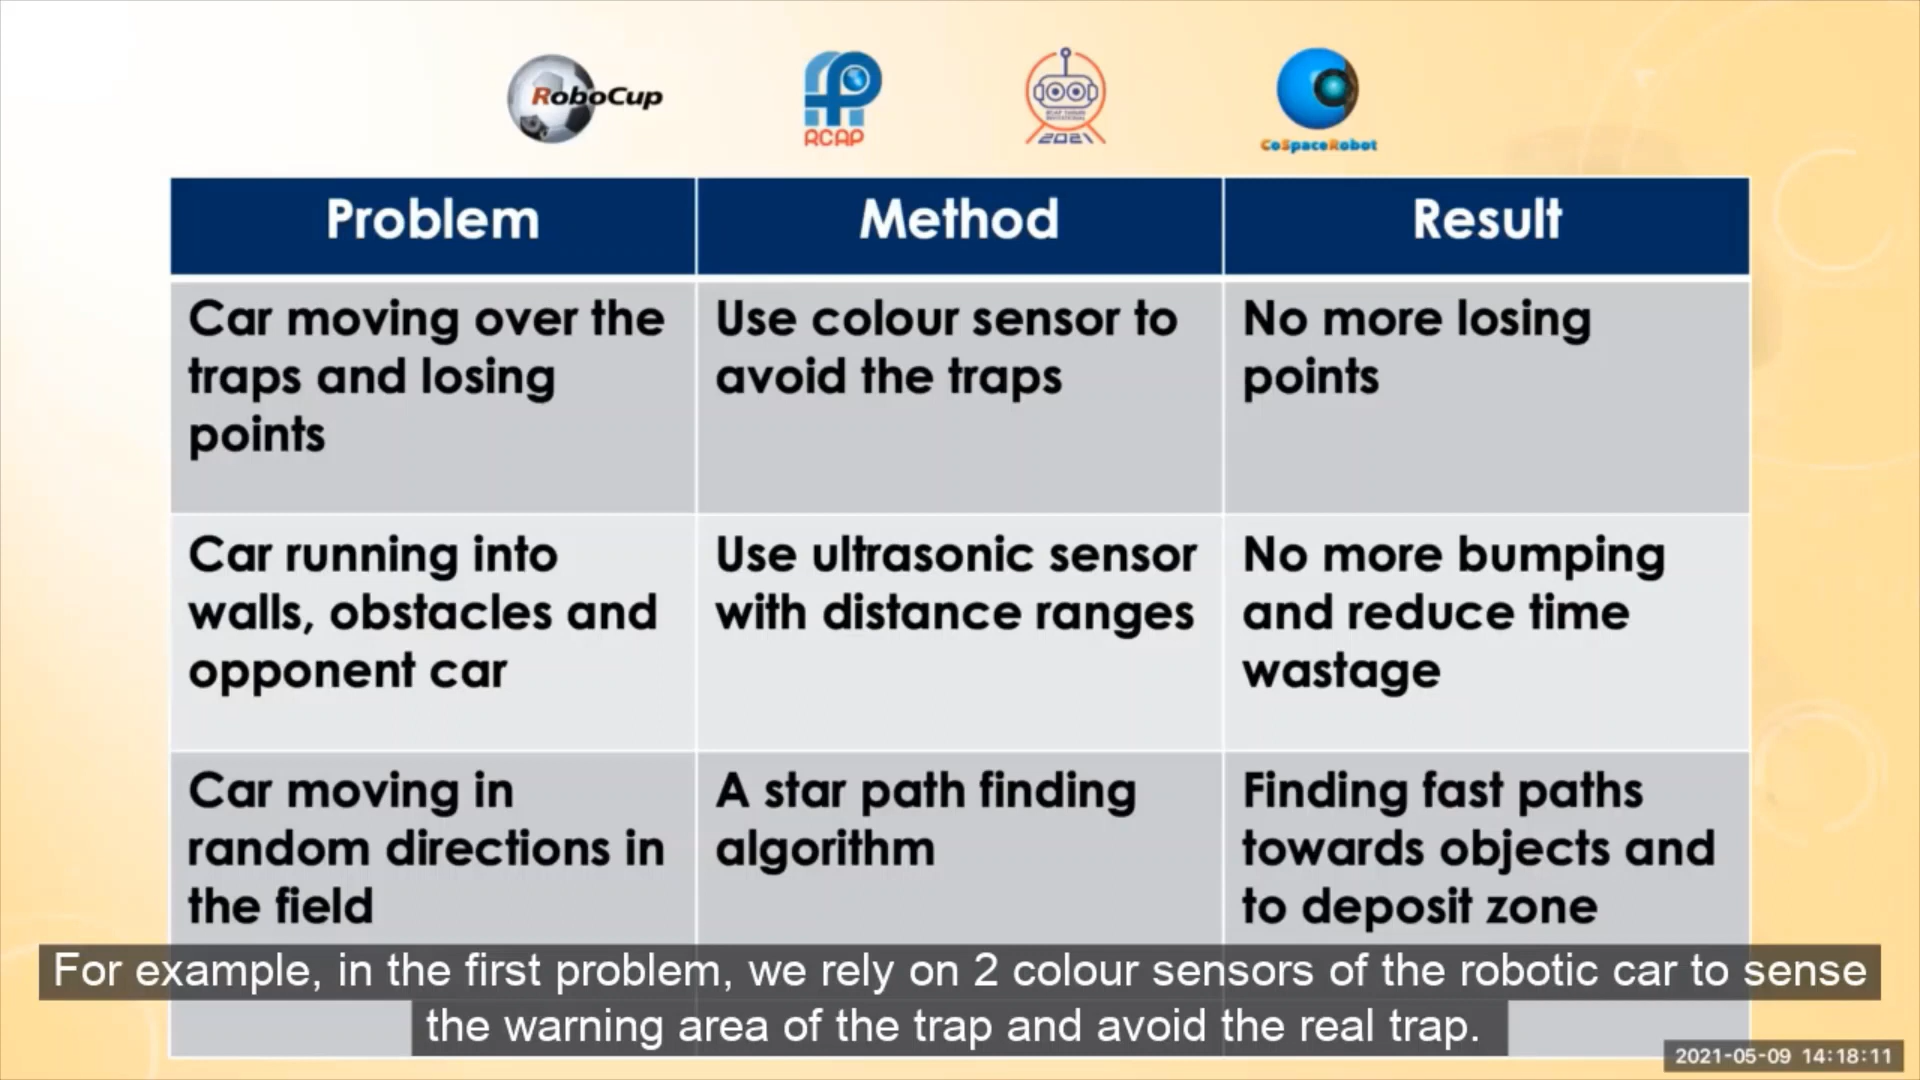 RoboCup
RCAP
2021
CoSpaceRobot
Problem
Method
Result
Car moving over the
traps and losing
points
Use colour sensor to
avoid the traps
No more losing
points
Car running into
walls, obstacles and
opponent car
Use ultrasonic sensor
with distance ranges
No more bumping
and reduce time
wastage
Car moving in
random directions in
the field
A star path finding
algorithm
Finding fast paths
towards objects and
to deposit zone
For example, in the first problem, we rely on 2 colour sensors of the robotic car to sense
the warning area of the trap and avoid the real trap.
2021-05-09 14:18:11